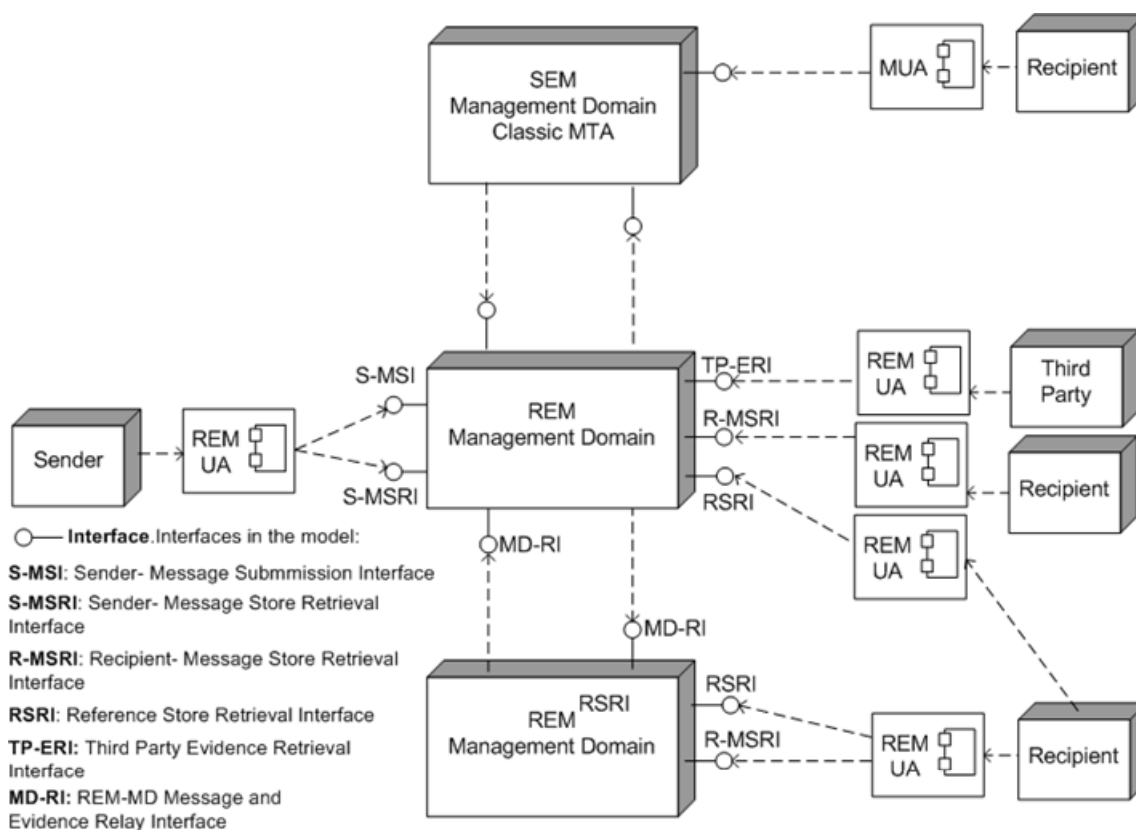 SEM
Management Domain
Classic MTA
MUA
Recipient
S-MSI
S-MSRI
REM
Management Domain
TP-ERI
R-MSRI
RSRI
REM
UA
Third
Party
REM
UA
Recipient
REM
UA
Sender
REM
UA
MD-RI
MD-RI
REM RSRI
Management Domain
RSRI
R-MSRI
REM
UA
Recipient
Interface.Interfaces in the model:
S-MSI: Sender- Message Submmission Interface
S-MSRI: Sender- Message Store Retrieval
Interface
R-MSRI: Recipient- Message Store Retrieval
Interface
RSRI: Reference Store Retrieval Interface
TP-ERI: Third Party Evidence Retrieval
Interface
MD-RI: REM-MD Message and
Evidence Relay Interface